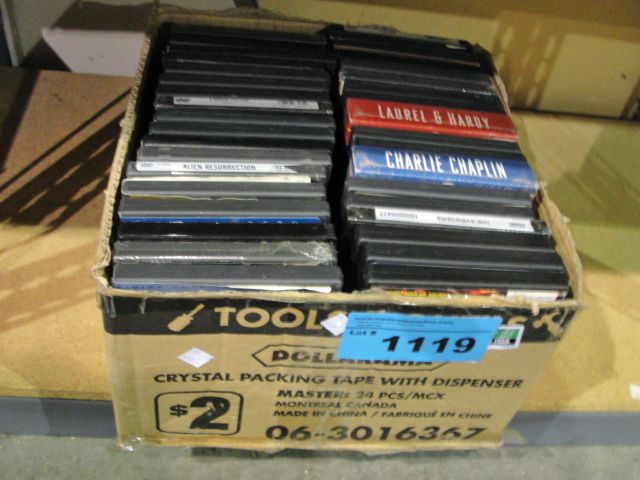 LAUREL & HARDY
CHARLIE CHAPLIN
ALIEN RESURRECTION
THE AVENGERS
1000000417
TOOL
Lot # 1119
DOLLARAMA
CRYSTAL PACKING TAPE WITH DISPENSER
$2
MASTER: 24 PCS/MCX
MONTREAL CANADA
MADE IN CHINA / FABRIQUÉ EN CHINE
06-3016367